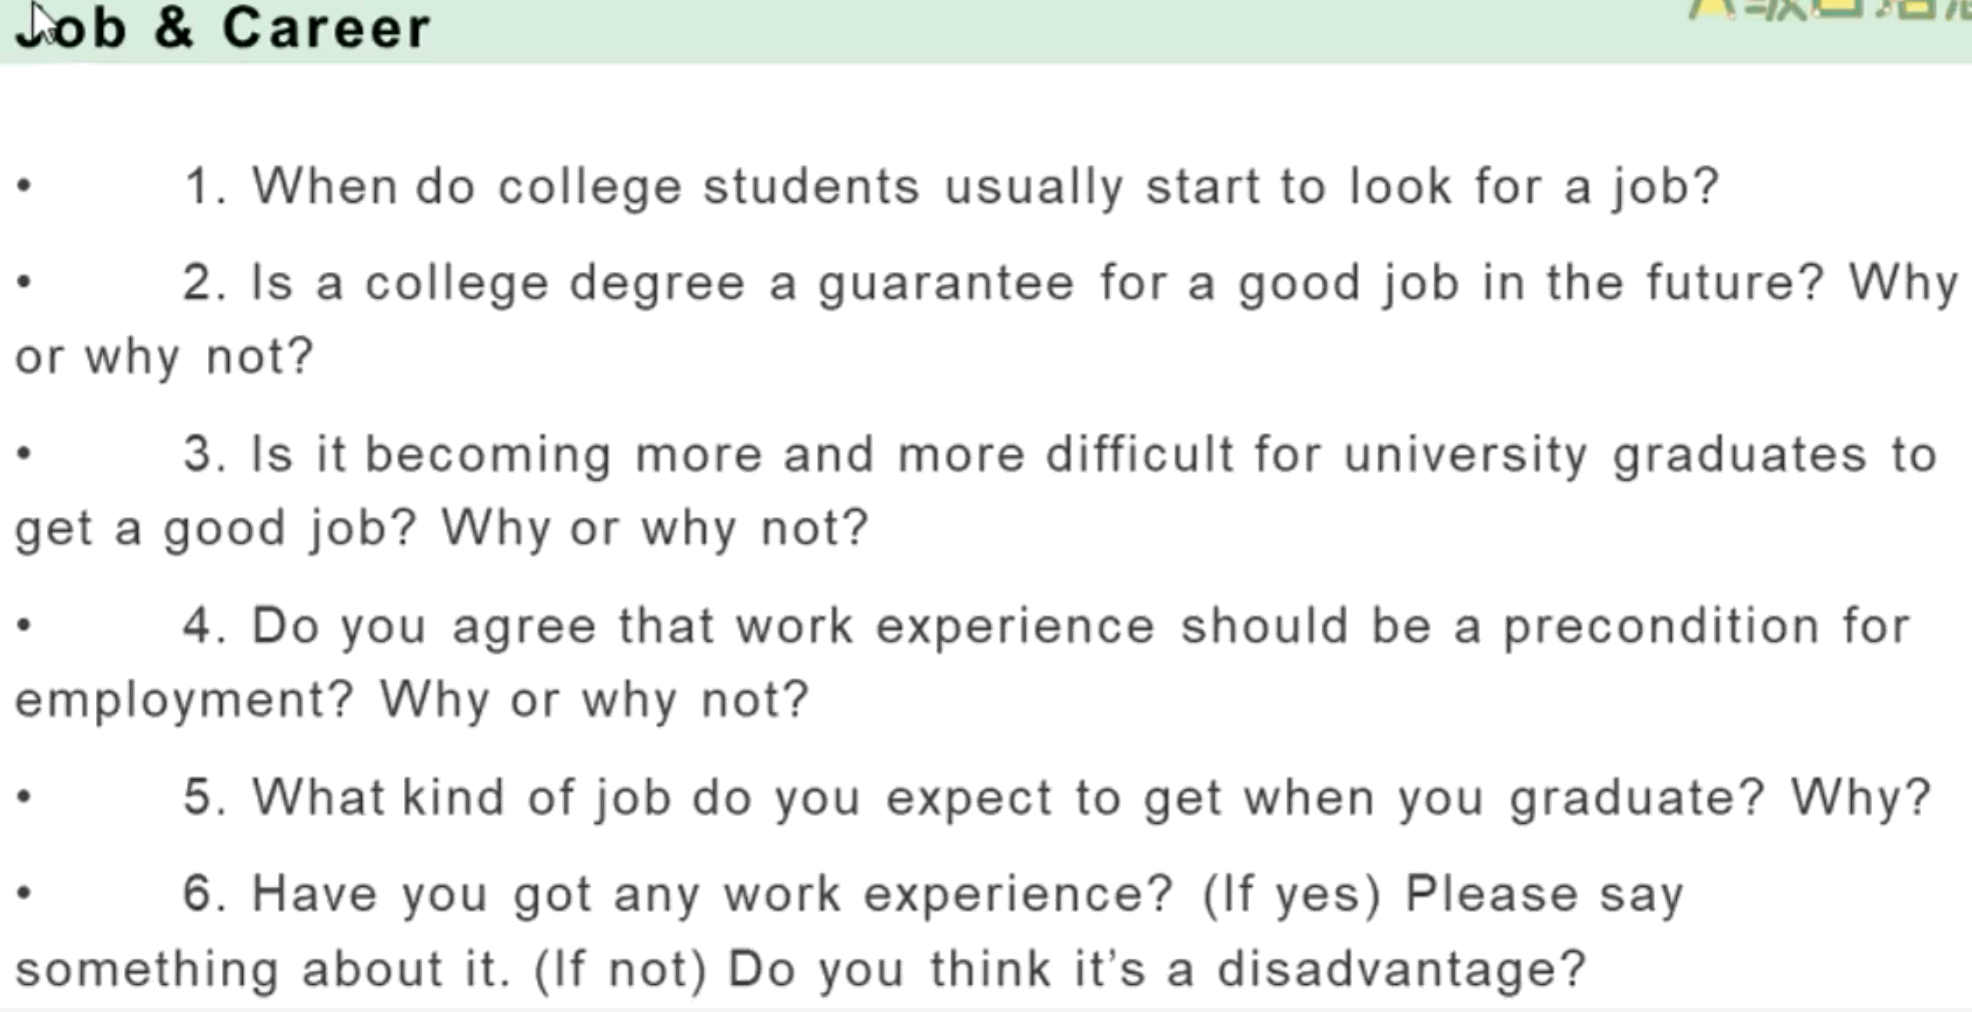 Job & Career
• 1. When do college students usually start to look for a job?
• 2. Is a college degree a guarantee for a good job in the future? Why
or why not?
• 3. Is it becoming more and more difficult for university graduates to
get a good job? Why or why not?
• 4. Do you agree that work experience should be a precondition for
employment? Why or why not?
• 5. What kind of job do you expect to get when you graduate? Why?
• 6. Have you got any work experience? (If yes) Please say
something about it. (If not) Do you think it’s a disadvantage?